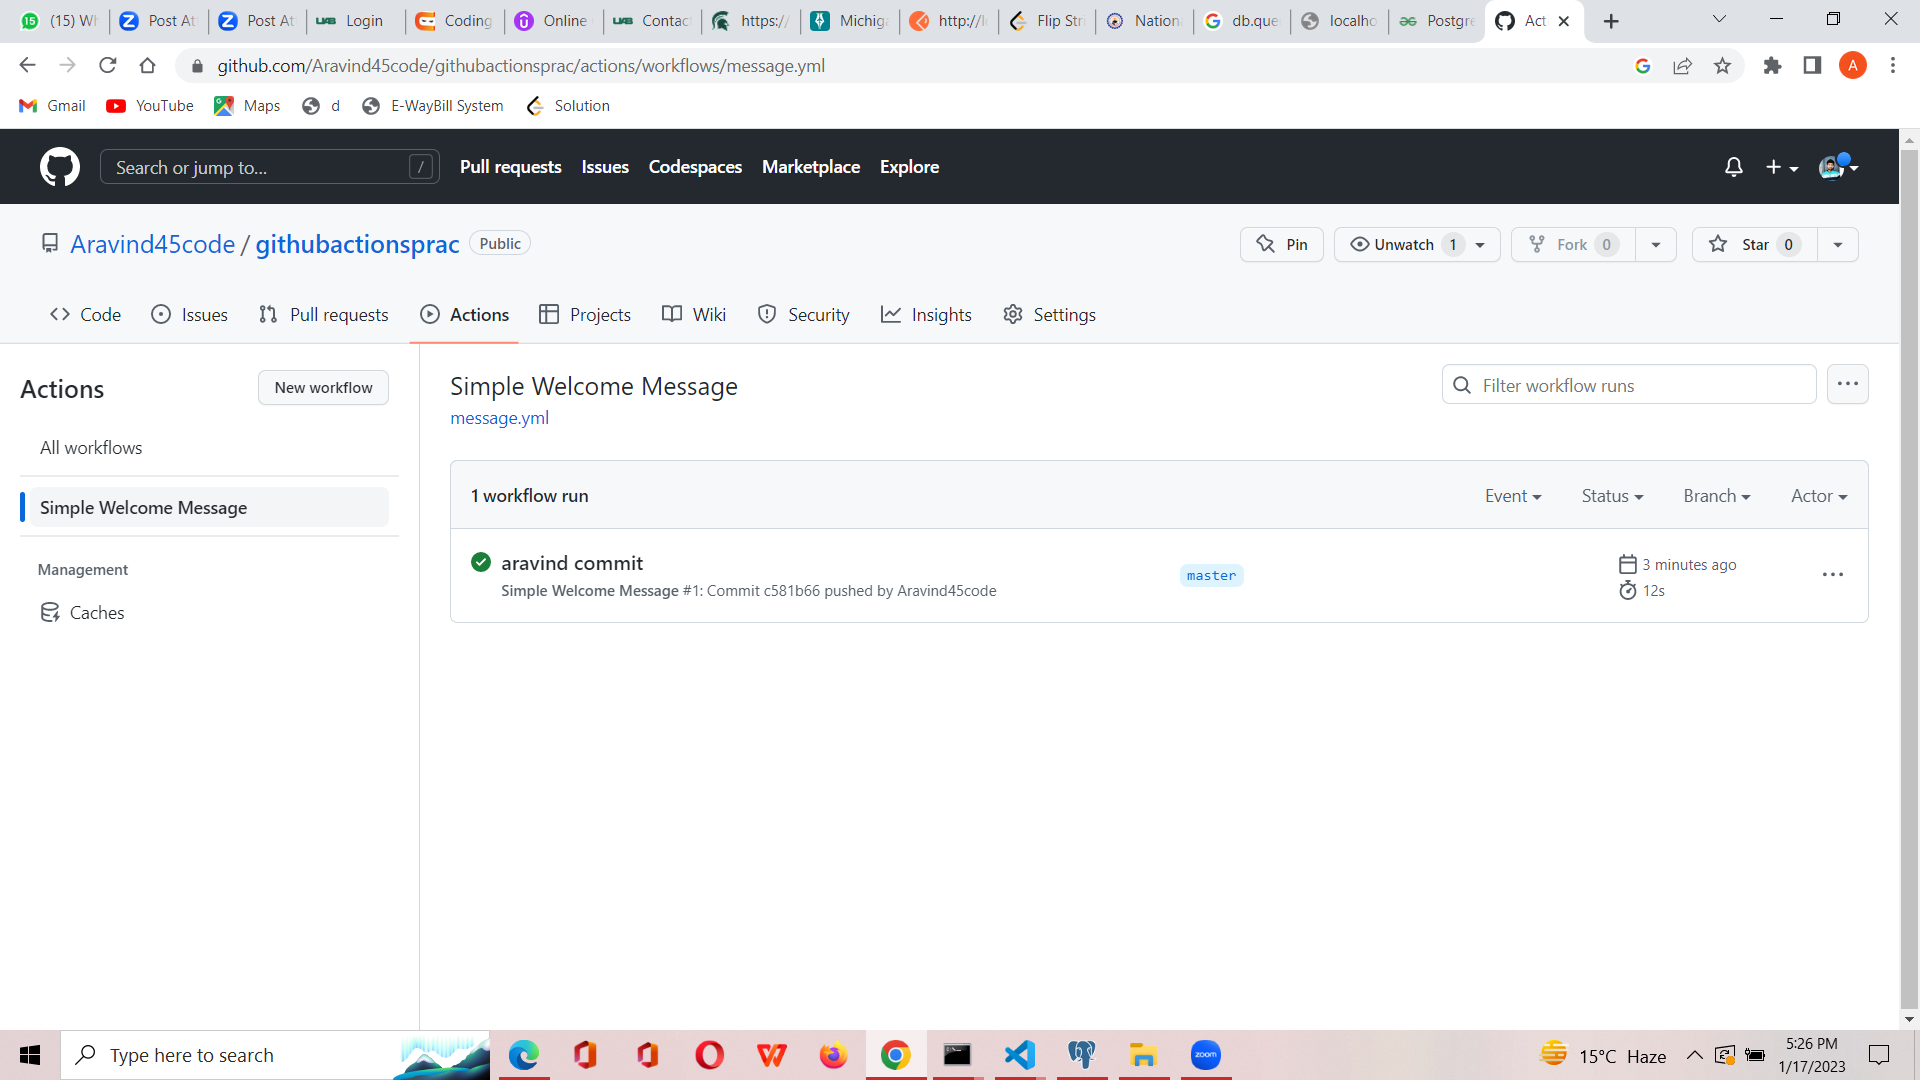 (15) Wh
Post At
Post At
Login
Coding
Online
Contac
https:/
Michiga
http://l
Flip Stri
Nationa
db.que
localho
Postgre
Act
github.com/Aravind45code/githubactionsprac/actions/workflows/message.yml
A
Gmail
YouTube
Maps
d
E-WayBill System
Solution
Search or jump to...
/
Pull requests
Issues
Codespaces
Marketplace
Explore
Aravind45code / githubactionsprac
Public
Pin
Unwatch 1
Fork 0
Star 0
Code
Issues
Pull requests
Actions
Projects
Wiki
Security
Insights
Settings
Actions
New workflow
All workflows
Simple Welcome Message
Management
Caches
Simple Welcome Message
message.yml
Filter workflow runs
1 workflow run
Event
Status
Branch
Actor
aravind commit
Simple Welcome Message #1: Commit c581b66 pushed by Aravind45code
master
3 minutes ago
12s
Type here to search
zoom
15°C Haze
5:26 PM
1/17/2023